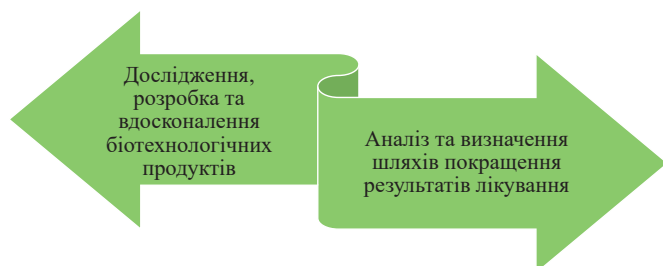 Дослідження,
розробка та
вдосконалення
біотехнологічних
продуктів
Аналіз та визначення
шляхів покращення
результатів лікування